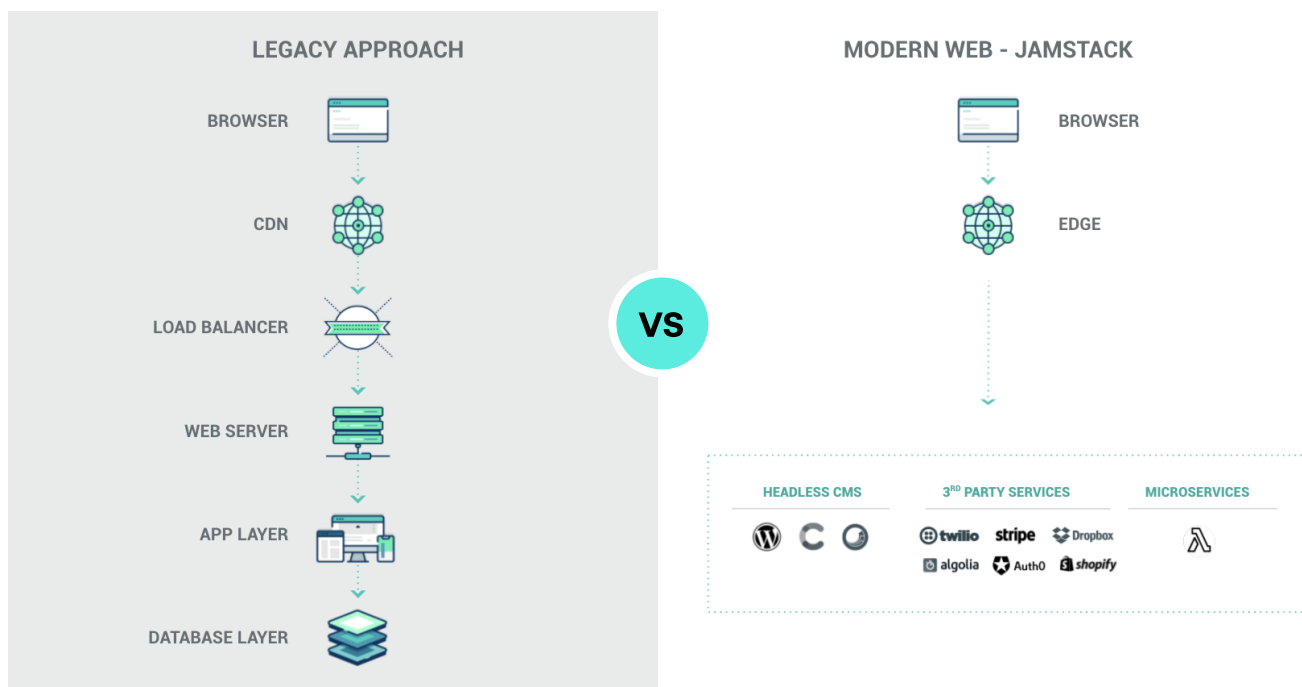 LEGACY APPROACH
BROWSER
CDN
LOAD BALANCER
WEB SERVER
APP LAYER
DATABASE LAYER
VS
MODERN WEB - JAMSTACK
BROWSER
EDGE
HEADLESS CMS
3RD PARTY SERVICES
twilio stripe Dropbox
algolia Auth0 shopify
MICROSERVICES